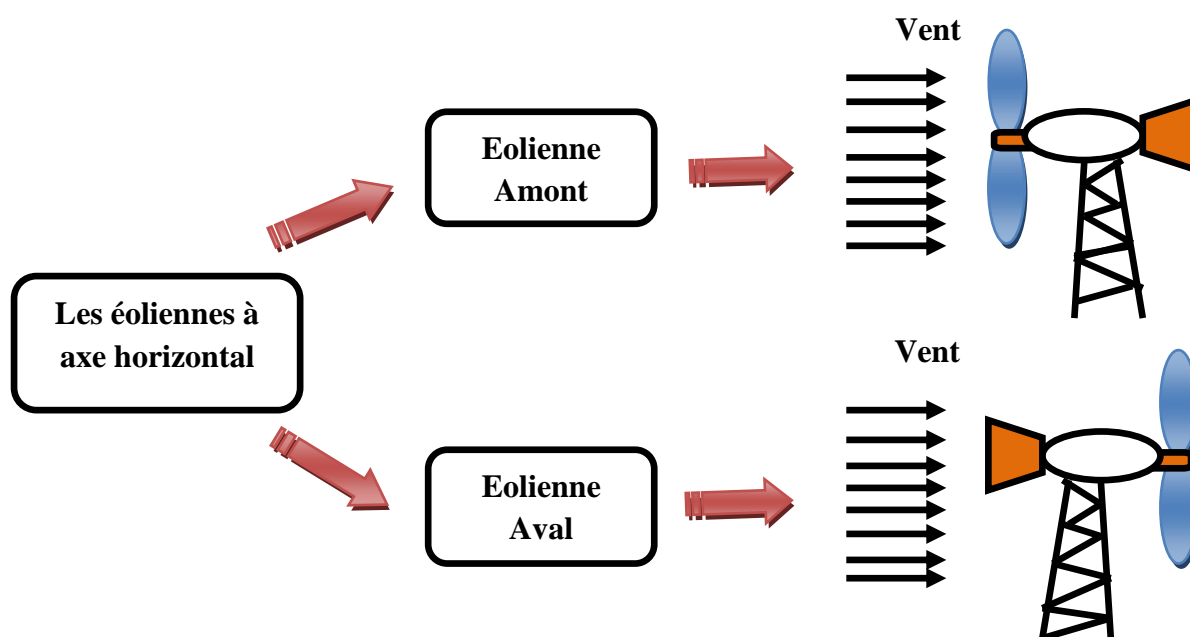 Vent
Eolienne
Amont
Les éoliennes à
axe horizontal
Vent
Eolienne
Aval